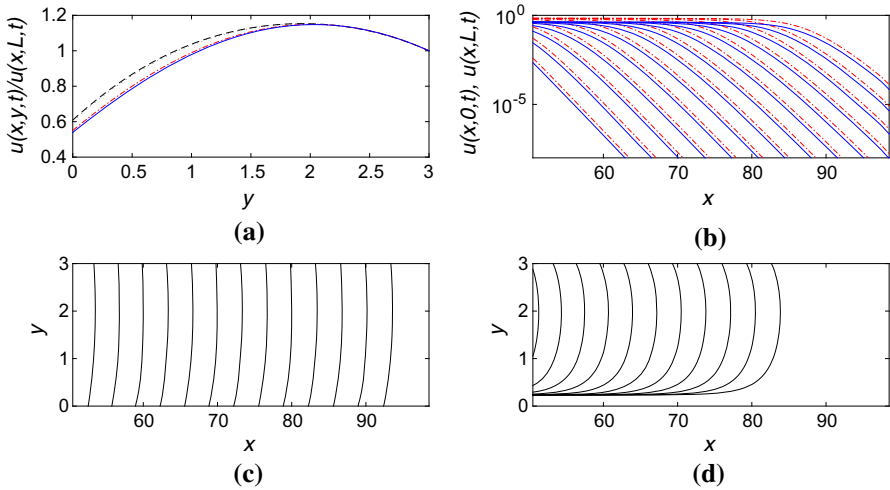 u(x,y,t)/u(x,L,t)
1.2
1
0.8
0.6
0.4
0 0.5 1 1.5 2 2.5 3
y
(a)
u(x,0,t), u(x,L,t)
10^0
10^-5
60 70 80 90
x
(b)
y
3
2
1
0
60 70 80 90
x
(c)
y
3
2
1
0
60 70 80 90
x
(d)